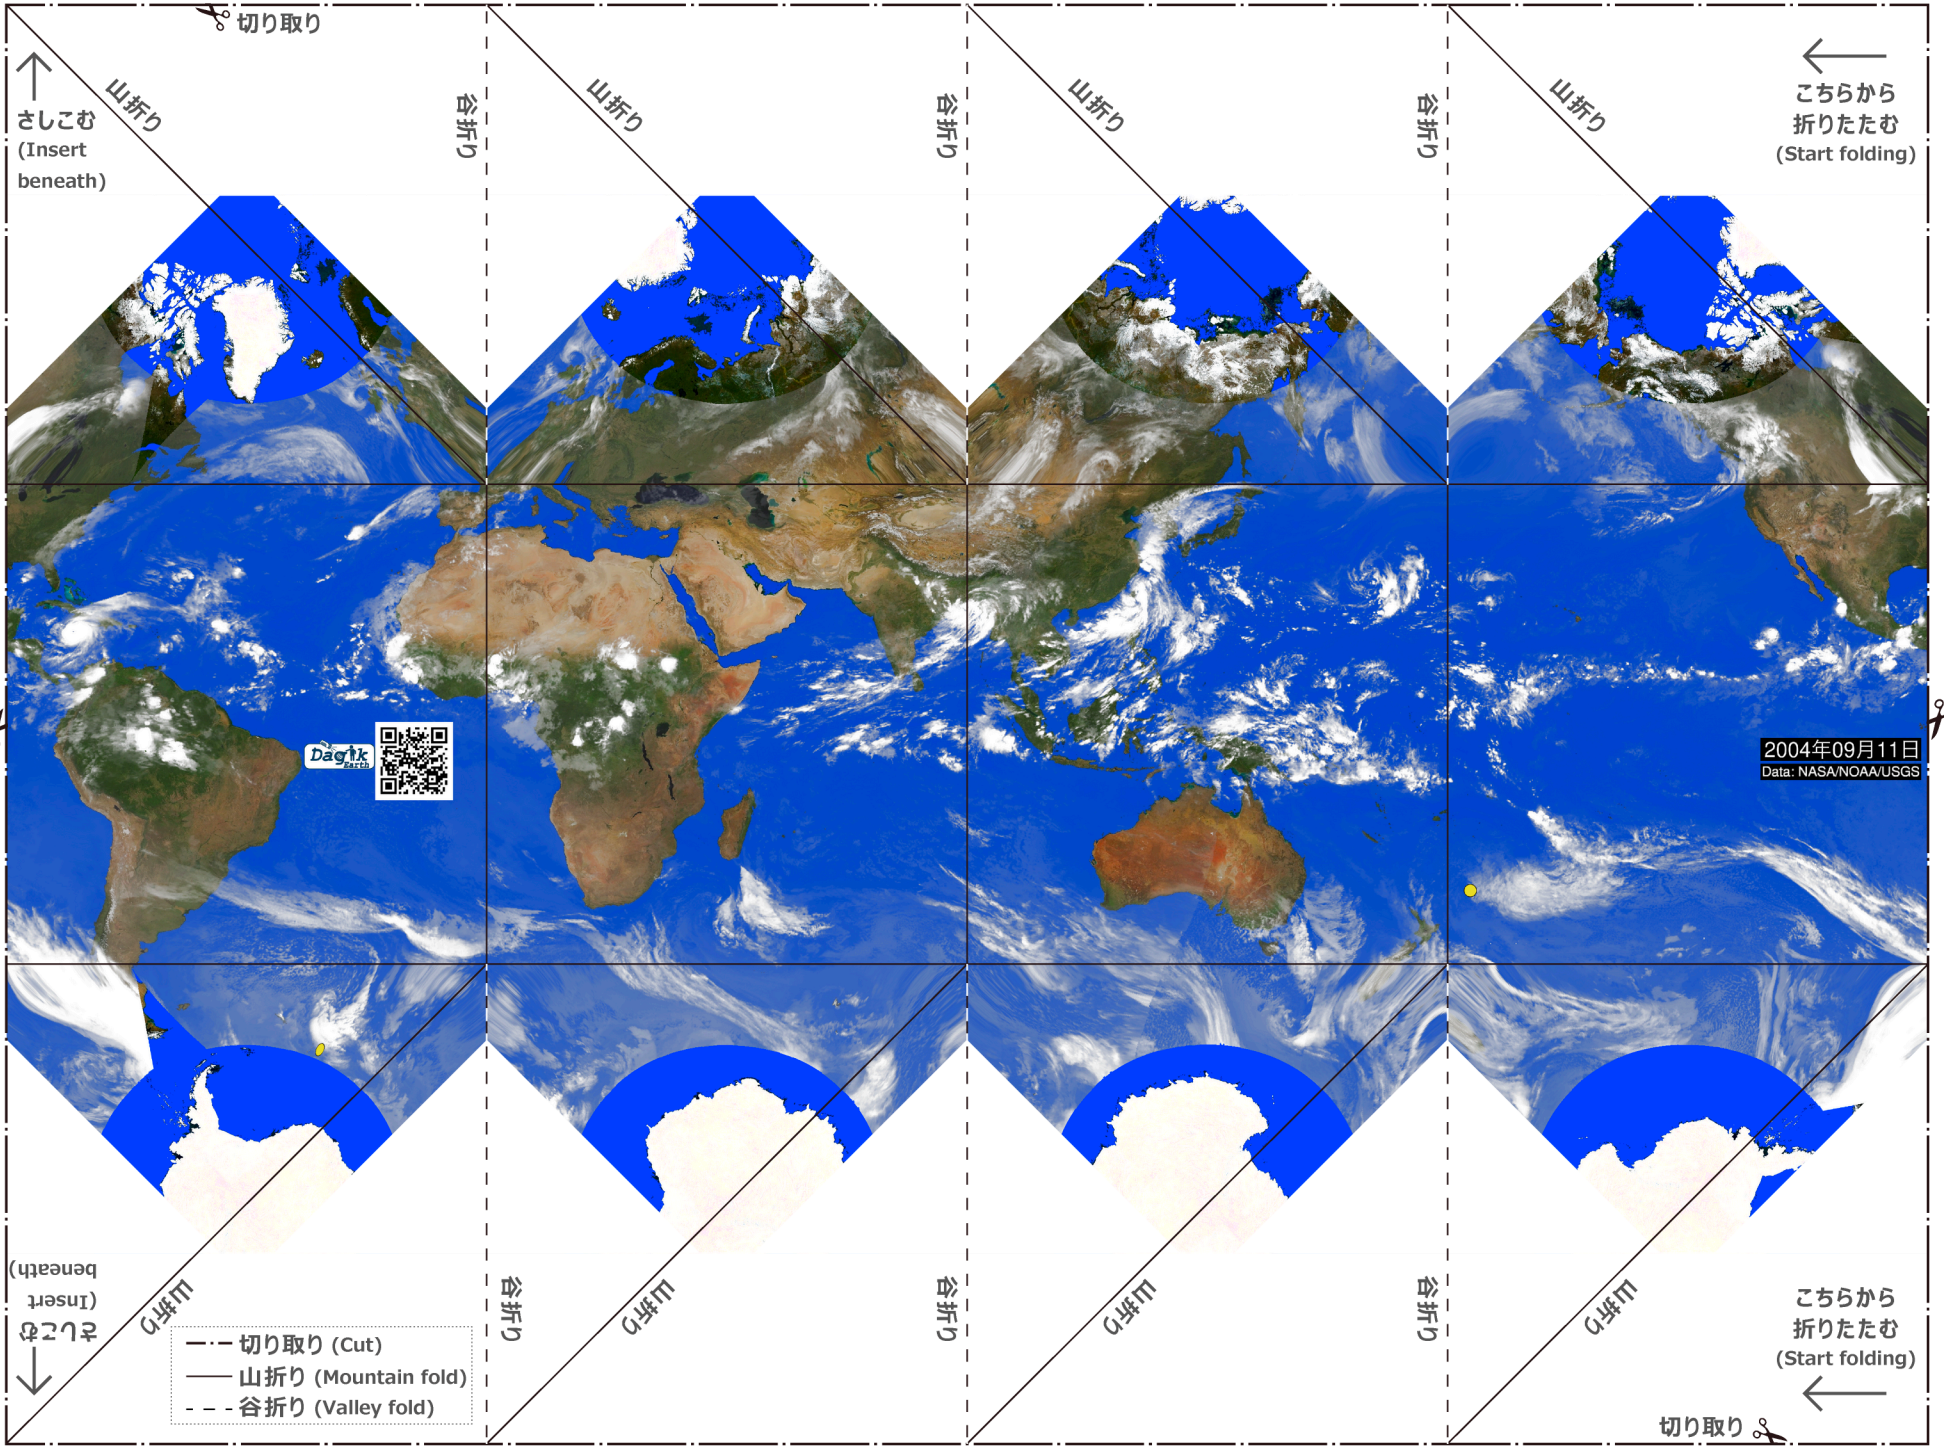 切り取り
山折り
谷折り
山折り
谷折り
山折り
谷折り
山折り
さしこむ
(Insert
beneath)
こちらから
折りたたむ
(Start folding)
Dagik
Earth
2004年09月11日
Data: NASA/NOAA/USGS
さしこむ
(Insert
beneath)
山折り
谷折り
山折り
谷折り
山折り
谷折り
山折り
こちらから
折りたたむ
(Start folding)
切り取り (Cut)
山折り (Mountain fold)
谷折り (Valley fold)
切り取り